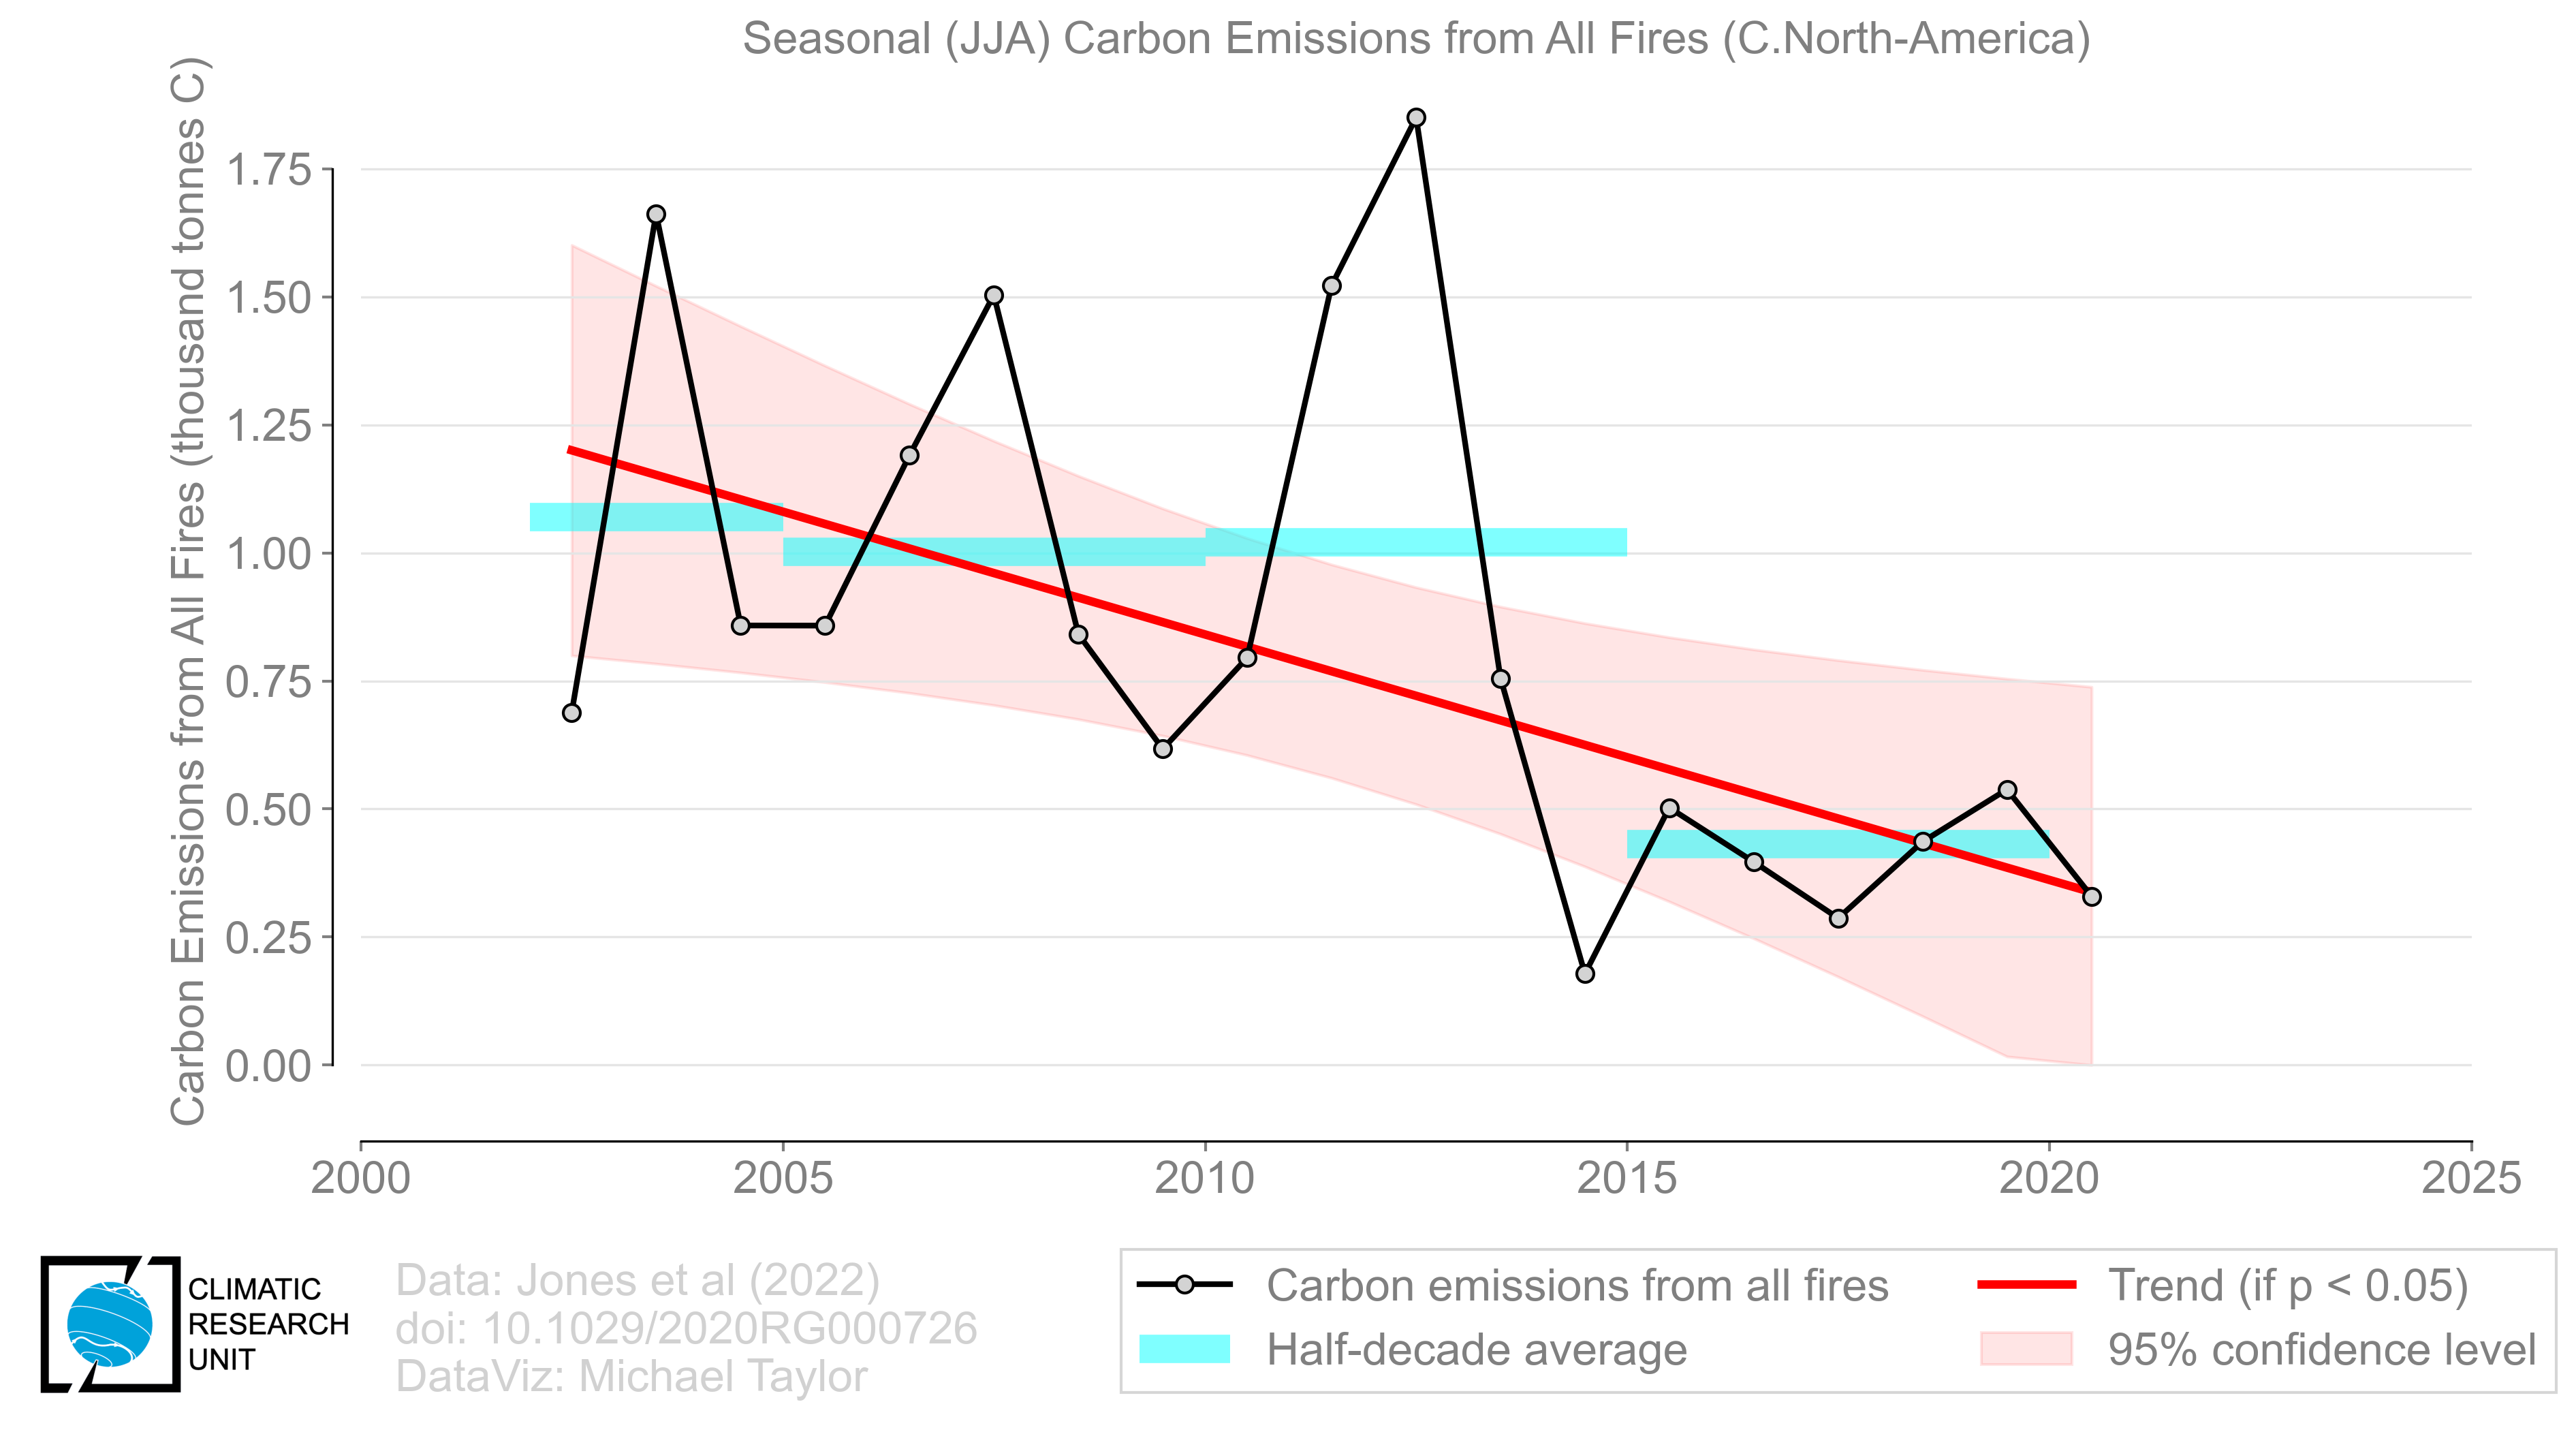 Seasonal (JJA) Carbon Emissions from All Fires (C.North-America)
Carbon Emissions from All Fires (thousand tonnes C)
1.75
1.50
1.25
1.00
0.75
0.50
0.25
0.00
2000 2005 2010 2015 2020 2025
CLIMATIC
RESEARCH
UNIT
Data: Jones et al (2022)
doi: 10.1029/2020RG000726
DataViz: Michael Taylor
Carbon emissions from all fires
Half-decade average
Trend (if p < 0.05)
95% confidence level